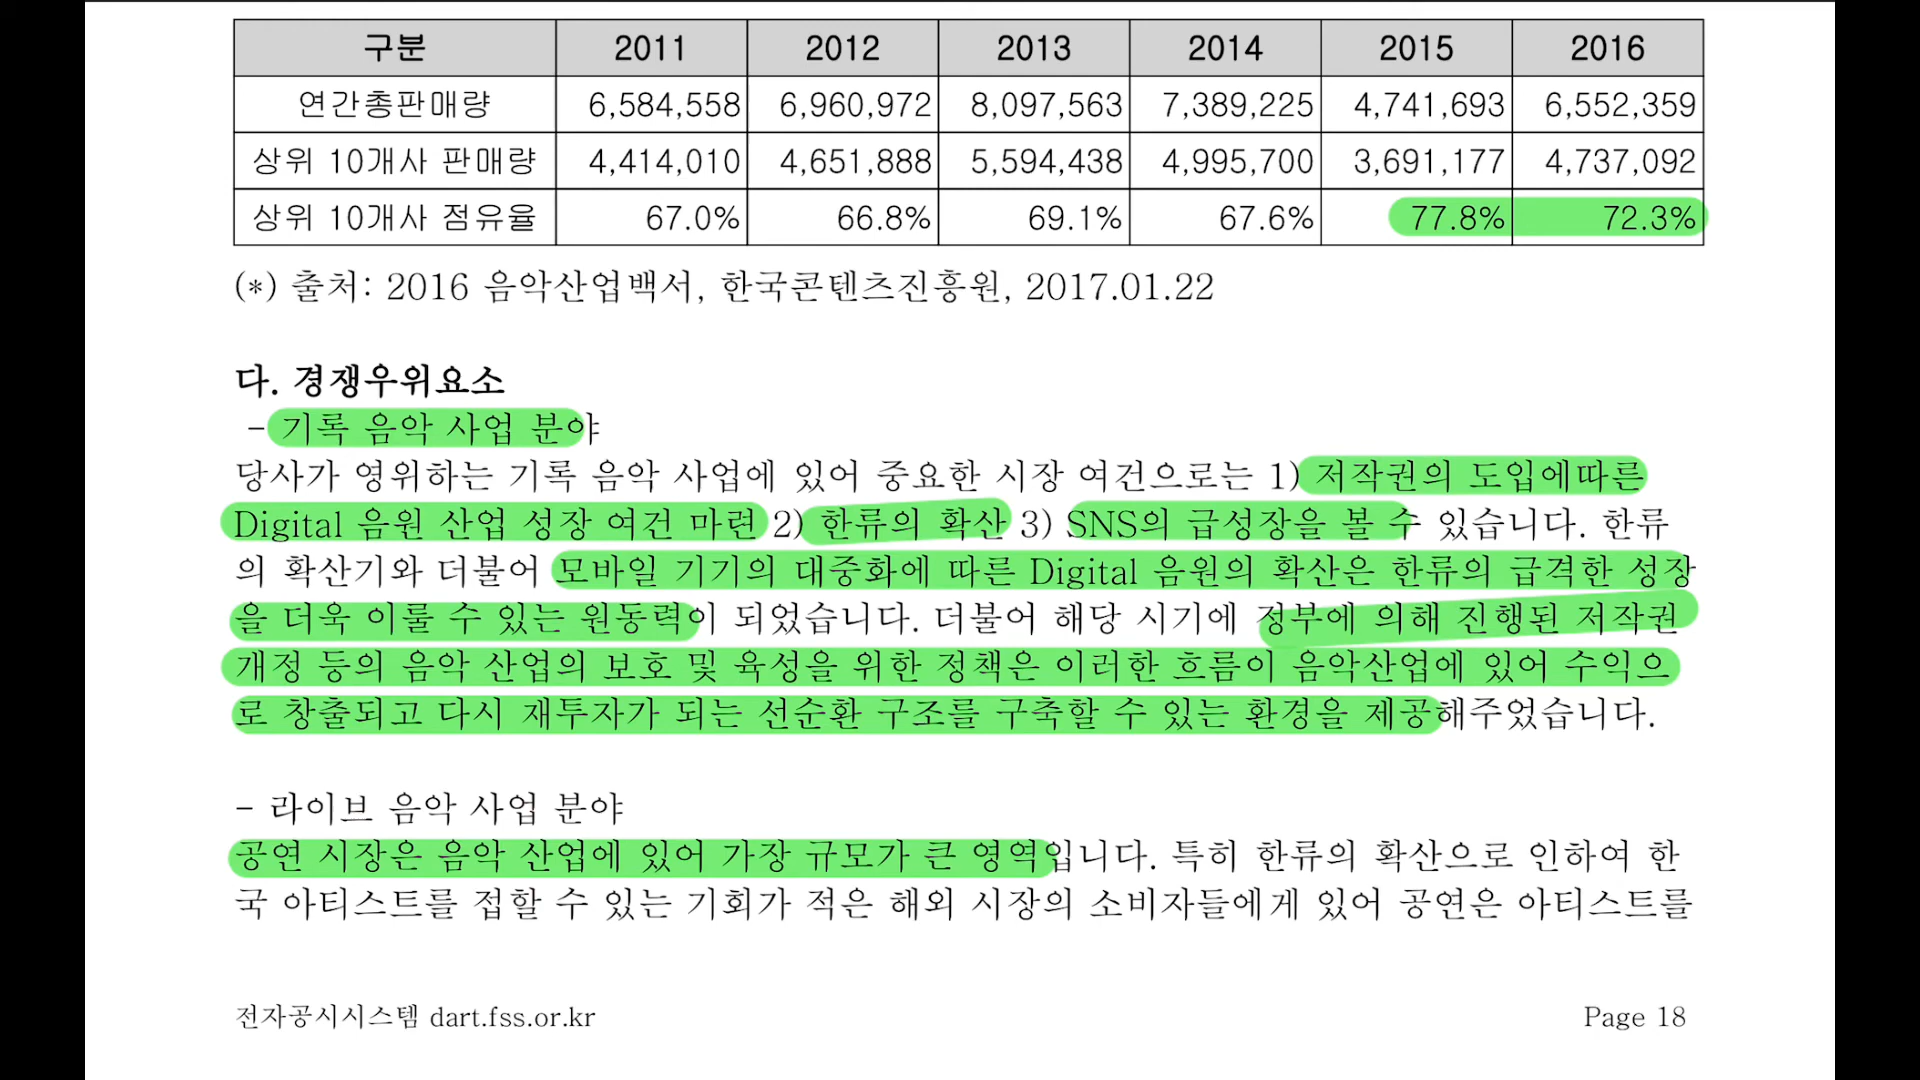 구분 2011 2012 2013 2014 2015 2016
연간총판매량 6,584,558 6,960,972 8,097,563 7,389,225 4,741,693 6,552,359
상위 10개사 판매량 4,414,010 4,651,888 5,594,438 4,995,700 3,691,177 4,737,092
상위 10개사 점유율 67.0% 66.8% 69.1% 67.6% 77.8% 72.3%
(*) 출처: 2016 음악산업백서, 한국콘텐츠진흥원, 2017.01.22
다. 경쟁우위요소
- 기록 음악 사업 분야
당사가 영위하는 기록 음악 사업에 있어 중요한 시장 여건으로는 1) 저작권의 도입에따른
Digital 음원 산업 성장 여건 마련 2) 한류의 확산 3) SNS의 급성장을 볼 수 있습니다. 한류
의 확산기와 더불어 모바일 기기의 대중화에 따른 Digital 음원의 확산은 한류의 급격한 성장
을 더욱 이룰 수 있는 원동력이 되었습니다. 더불어 해당 시기에 정부에 의해 진행된 저작권
개정 등의 음악 산업의 보호 및 육성을 위한 정책은 이러한 흐름이 음악산업에 있어 수익으
로 창출되고 다시 재투자가 되는 선순환 구조를 구축할 수 있는 환경을 제공해주었습니다.
- 라이브 음악 사업 분야
공연 시장은 음악 산업에 있어 가장 규모가 큰 영역입니다. 특히 한류의 확산으로 인하여 한
국 아티스트를 접할 수 있는 기회가 적은 해외 시장의 소비자들에게 있어 공연은 아티스트를
전자공시시스템 dart.fss.or.kr Page 18